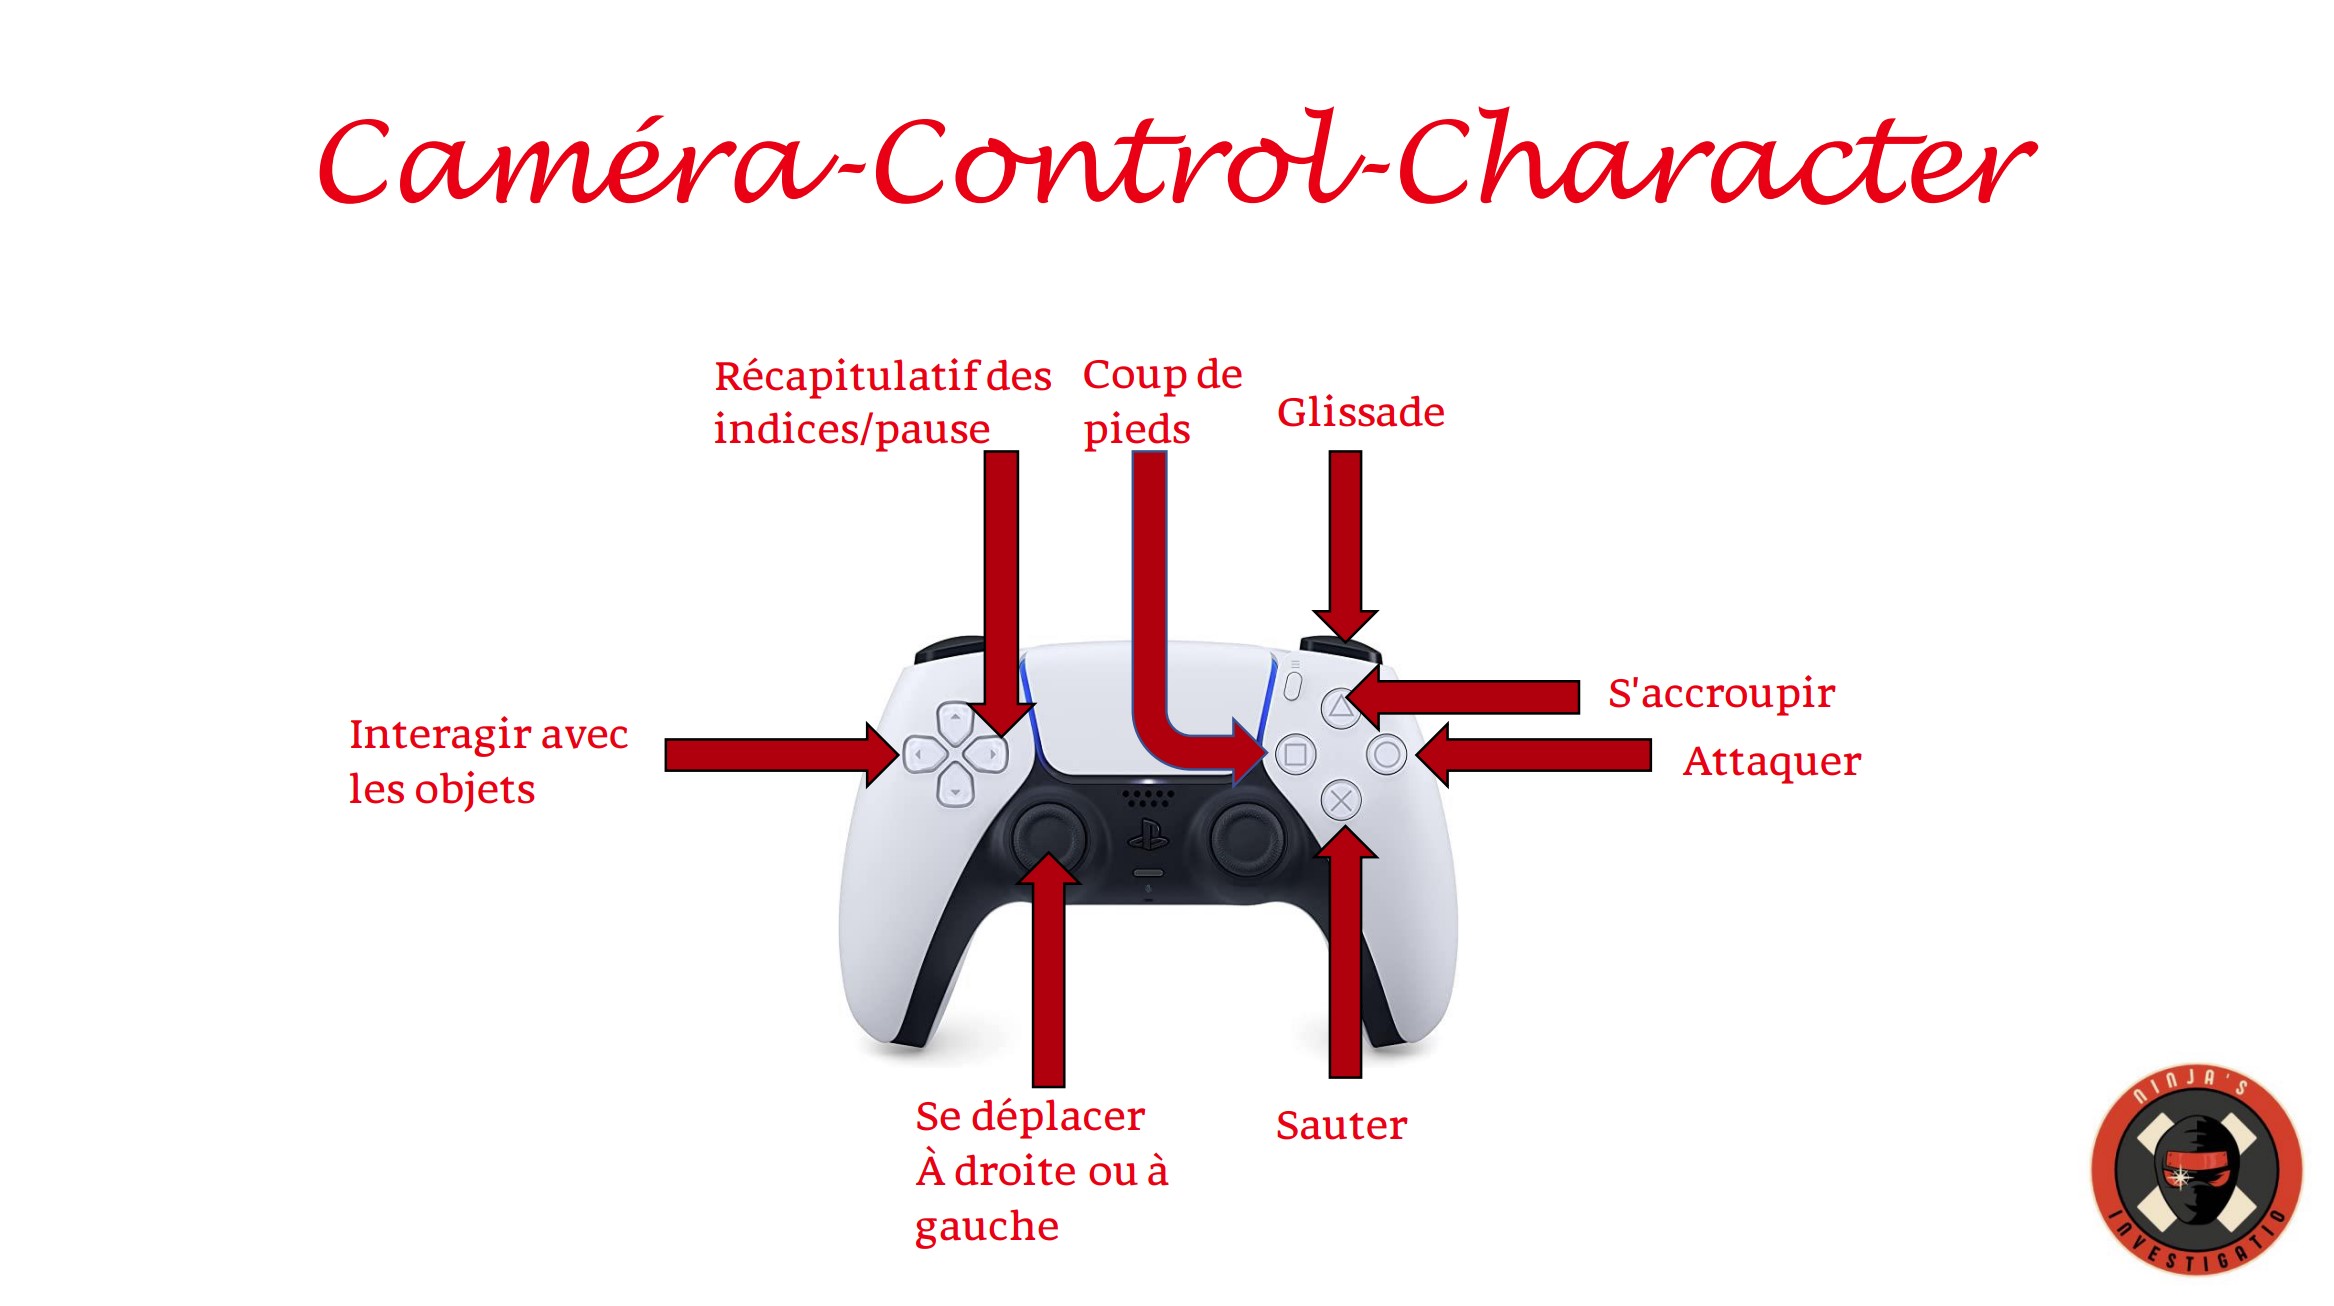 Caméra-Control-Character
Récapitulatif des
indices/pause
Coup de
pieds
Glissade
S'accroupir
Interagir avec
les objets
Attaquer
Se déplacer
À droite ou à
gauche
Sauter
NINJA'S
INVESTIGATIO